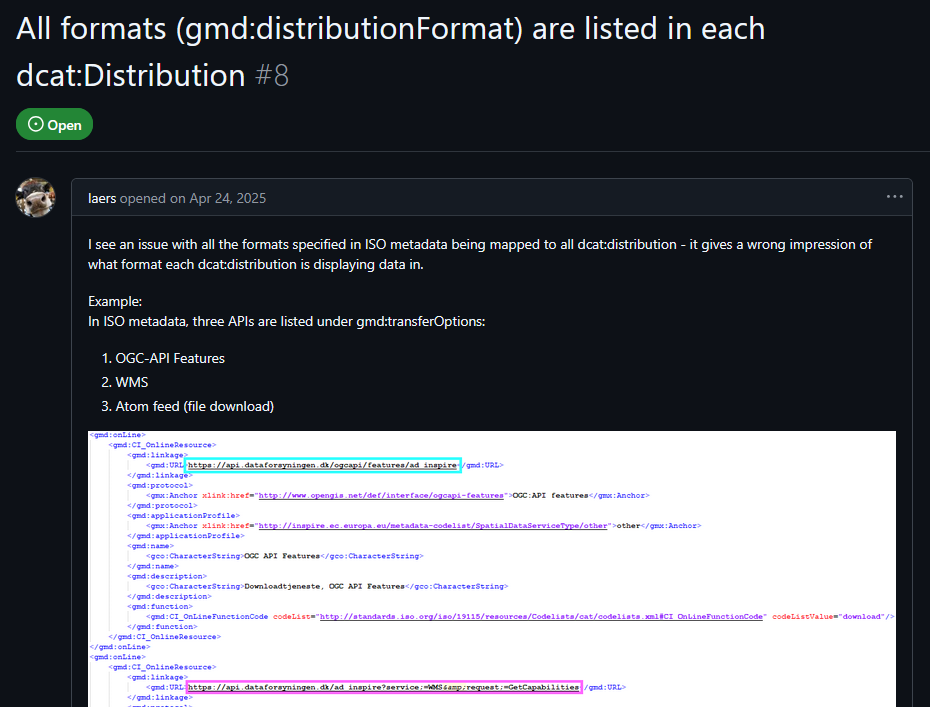 All formats (gmd:distributionFormat) are listed in each
dcat:Distribution #8
Open
laers opened on Apr 24, 2025
I see an issue with all the formats specified in ISO metadata being mapped to all dcat:distribution - it gives a wrong impression of
what format each dcat:distribution is displaying data in.
Example:
In ISO metadata, three APIs are listed under gmd:transferOptions:
1. OGC-API Features
2. WMS
3. Atom feed (file download)
<gmd:onLine>
<gmd:CI_OnlineResource>
<gmd:linkage>
<gmd:URL>https://api.dataforsyningen.dk/ogcapi/features/ad_inspire</gmd:URL>
</gmd:linkage>
<gmd:protocol>
<gmx:Anchor xlink:href="http://www.opengis.net/def/interface/ogcapi-features">OGC:API features</gmx:Anchor>
</gmd:protocol>
<gmd:applicationProfile>
<gmx:Anchor xlink:href="http://inspire.ec.europa.eu/metadata-codelist/SpatialDataServiceType/other">other</gmx:Anchor>
</gmd:applicationProfile>
<gmd:name>
<gco:CharacterString>OGC API Features</gco:CharacterString>
</gmd:name>
<gmd:description>
<gco:CharacterString>Downloadtjeneste, OGC API Features</gco:CharacterString>
</gmd:description>
<gmd:function>
<gmd:CI_OnLineFunctionCode codeList="http://standards.iso.org/iso/19115/resources/Codelists/cat/codelists.xml#CI_OnLineFunctionCode" codeListValue="download"/>
</gmd:function>
</gmd:CI_OnlineResource>
</gmd:onLine>
<gmd:onLine>
<gmd:CI_OnlineResource>
<gmd:linkage>
<gmd:URL>https://api.dataforsyningen.dk/ad_inspire?service;=WMS&amp;request;=GetCapabilities</gmd:URL>
</gmd:linkage>